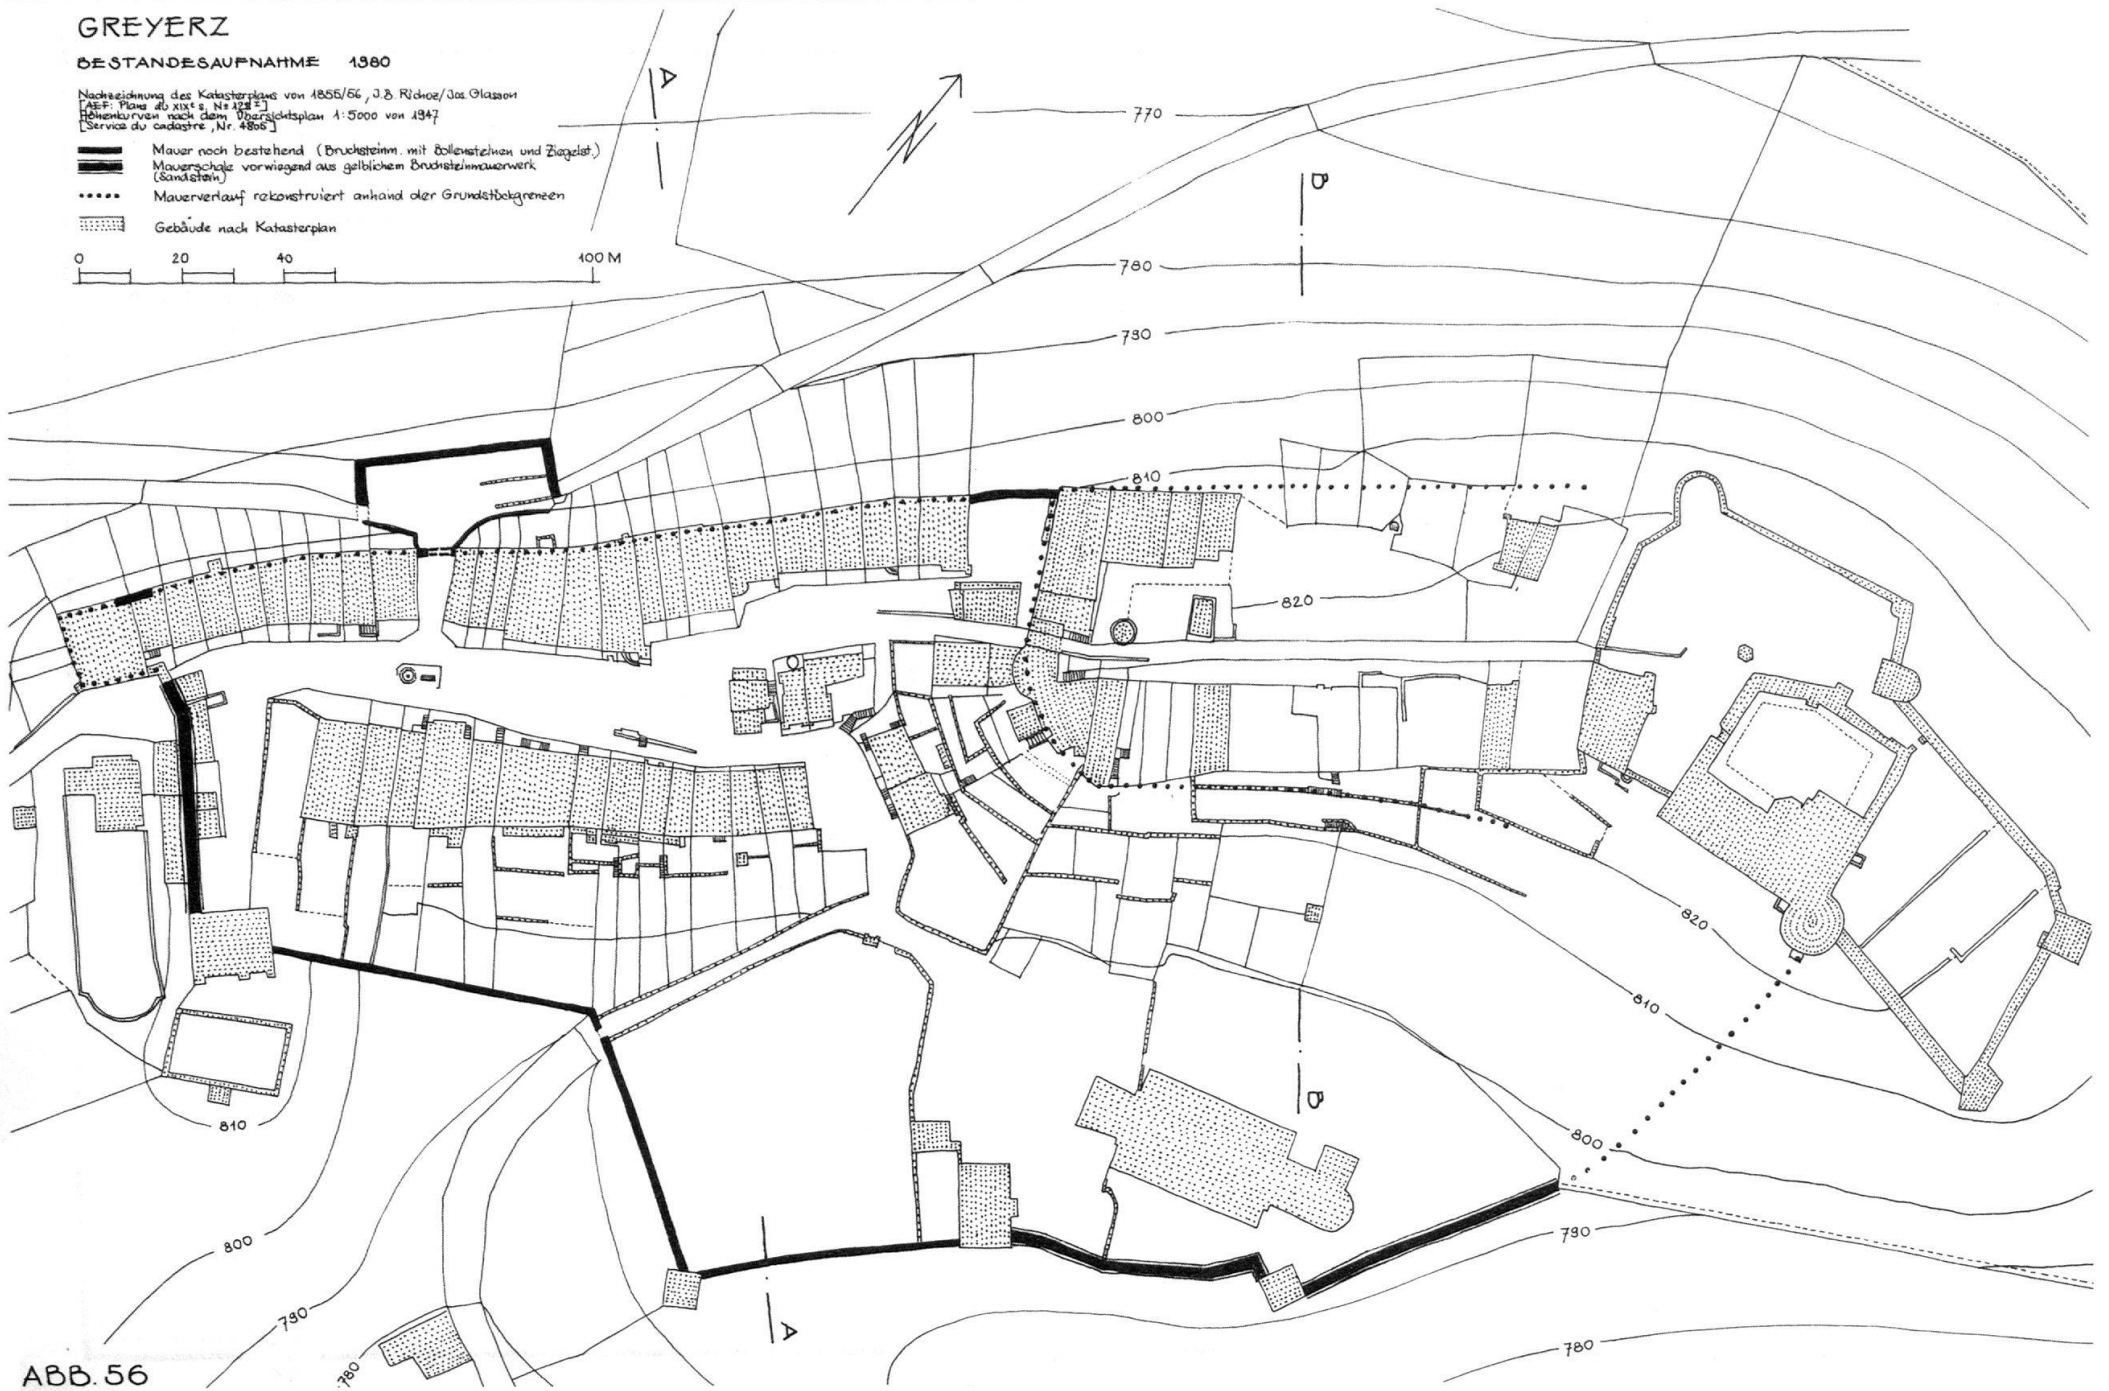 GREYERZ
BESTANDESAUFNAHME 1980
Nachzeichnung des Katasterplans von 1855/56, J.B. Richoz/Jos. Glasson
[AEF: Plans du XIXe s, No
Höhenkurven nach dem Übersichtsplan 1:5000 von 1947
[Service du cadastre, Nr. 4805]
Mauer noch bestehend (Bruchsteinm. mit Bollensteinen und Ziegelst.)
Mauerschale vorwiegend aus gelblichem Bruchsteinmauerwerk
(Sandstein)
Mauerverlauf rekonstruiert anhand der Grundstückgrenzen
Gebäude nach Katasterplan
0 20 40 100 M
A
B
770
780
790
800
810
820
820
810
800
790
780
B
A
810
800
790
780
ABB. 56